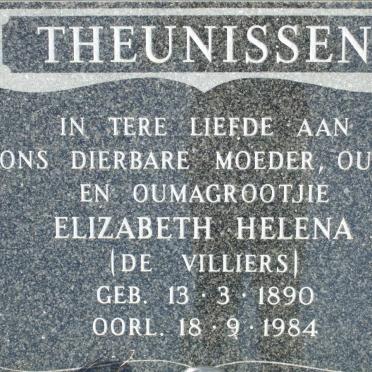 THEUNISSEN
IN TERE LIEFDE AAN
ONS DIERBARE MOEDER, OU
EN OUMAGROOTJIE
ELIZABETH HELENA
(DE VILLIERS)
GEB. 13·3·1890
OORL. 18·9·1984